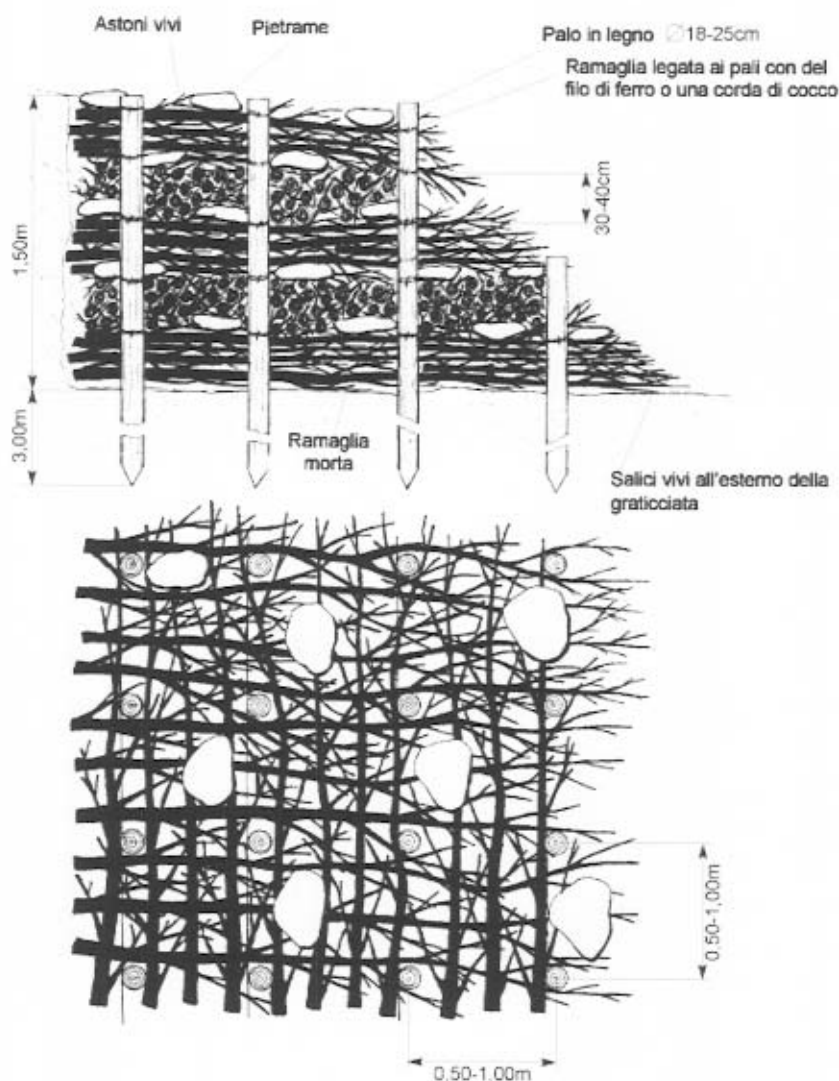 Astoni vivi
Pietrame
Palo in legno ∅18-25cm
Ramaglia legata ai pali con del
filo di ferro o una corda di cocco
30-40cm
1,50m
3,00m
Ramaglia
morta
Salici vivi all'esterno della
graticciata
0.50-1,00m
0.50-1.00m